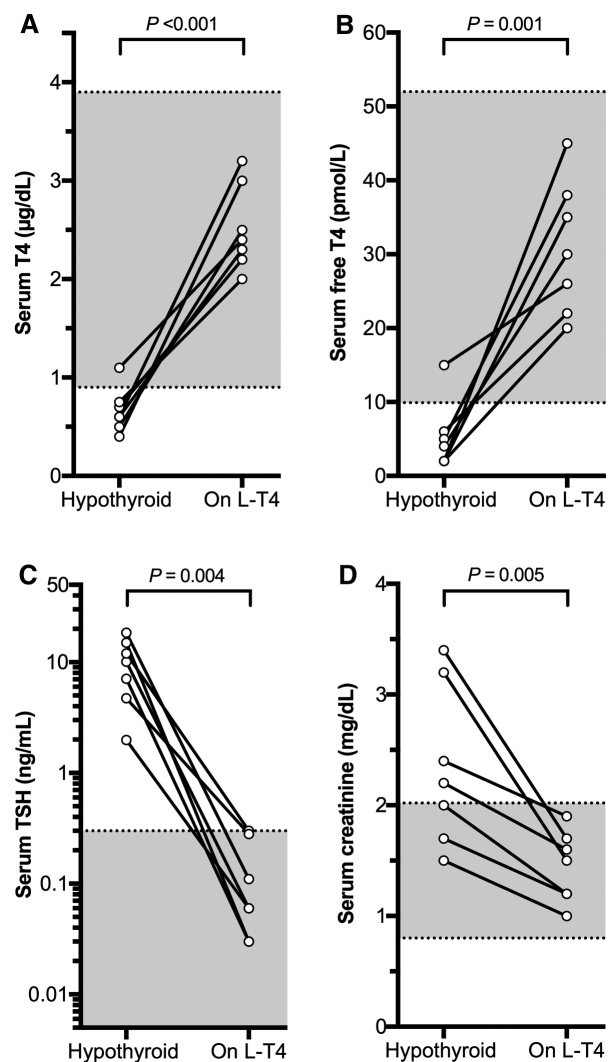 A
P <0.001
Serum T4 (µg/dL)
4
3
2
1
0
Hypothyroid
On L-T4
B
P = 0.001
Serum free T4 (pmol/L)
60
50
40
30
20
10
0
Hypothyroid
On L-T4
C
P = 0.004
Serum TSH (ng/mL)
50
10
1
0.1
0.01
Hypothyroid
On L-T4
D
P = 0.005
Serum creatinine (mg/dL)
4
3
2
1
0
Hypothyroid
On L-T4